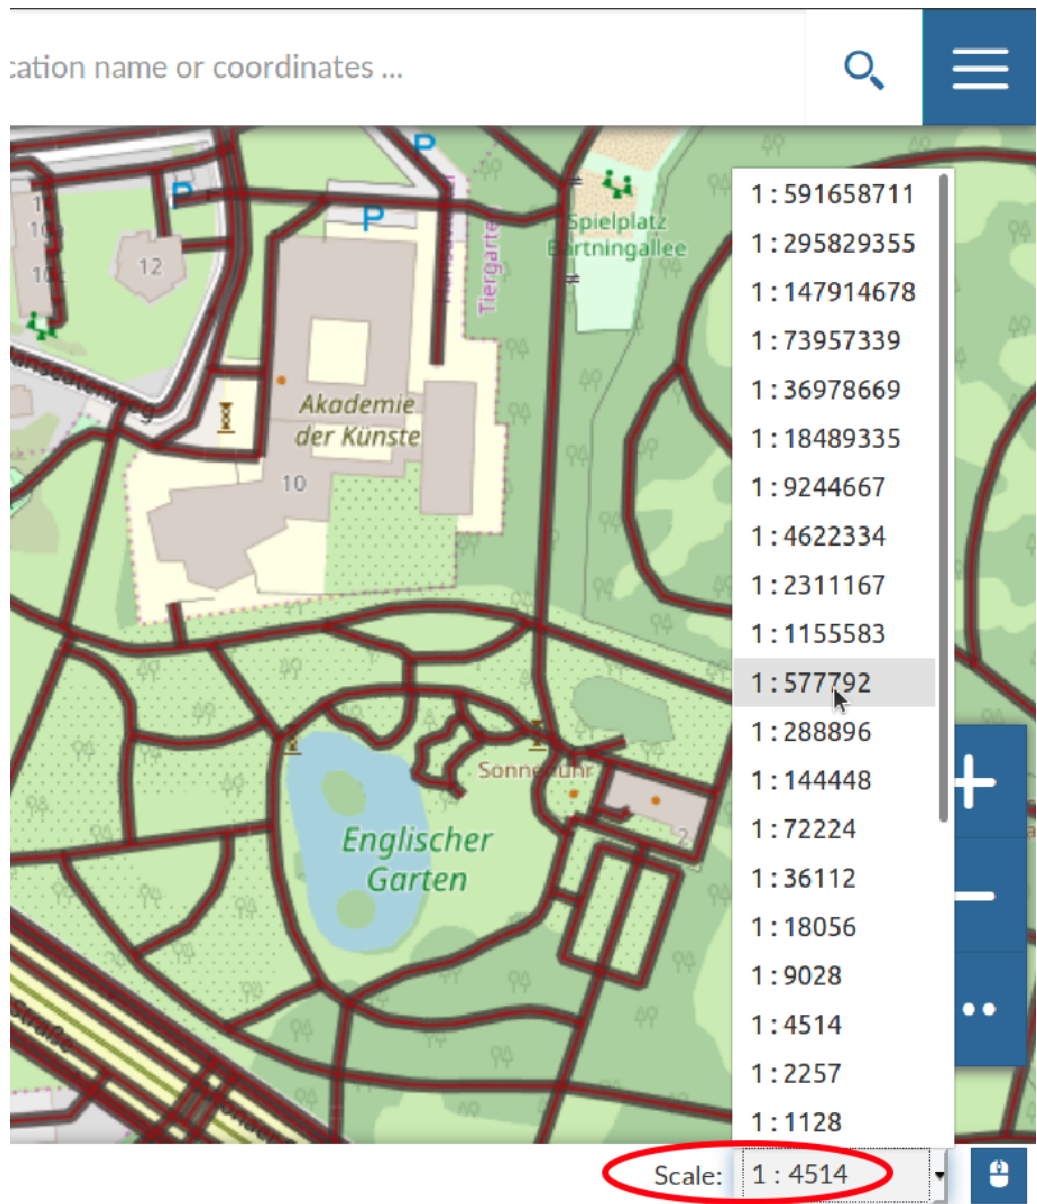 cation name or coordinates ...
P
P
P
12
10
Spielplatz
Bartningallee
Tiergarten
Akademie
der Künste
10
Sonnenuhr
2
Englischer
Garten
Straße
1:591658711
1:295829355
1:147914678
1:73957339
1:36978669
1:18489335
1:9244667
1:4622334
1:2311167
1:1155583
1:577792
1:288896
1:144448
1:72224
1:36112
1:18056
1:9028
1:4514
1:2257
1:1128
Scale: 1 : 4514